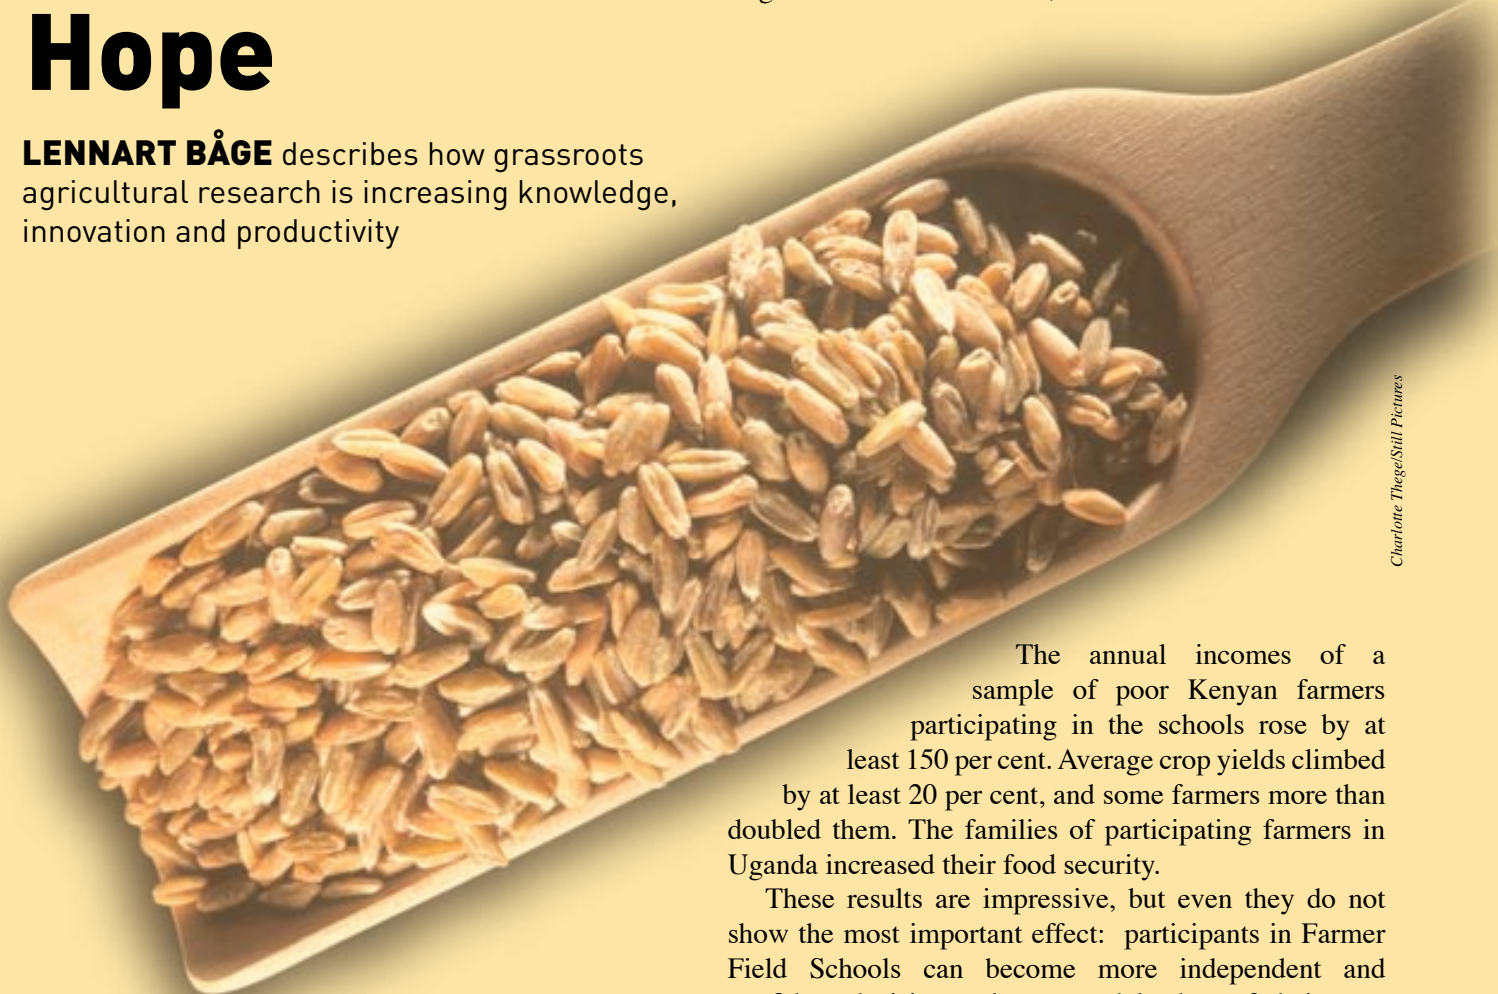 Hope
LENNART BÅGE describes how grassroots
agricultural research is increasing knowledge,
innovation and productivity
Charlotte Thege/Still Pictures
The annual incomes of a
sample of poor Kenyan farmers
participating in the schools rose by at
least 150 per cent. Average crop yields climbed
by at least 20 per cent, and some farmers more than
doubled them. The families of participating farmers in
Uganda increased their food security.
These results are impressive, but even they do not
show the most important effect: participants in Farmer
Field Schools can become more independent and